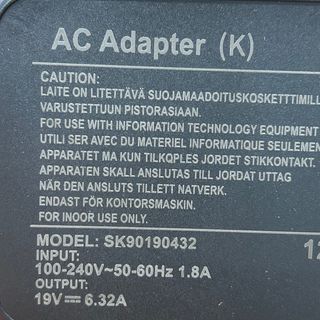 AC Adapter (K)
CAUTION:
LAITE ON LITETTÄVÄ SUOJAMAADOITUSKOSKETTIMILL
VARUSTETTUUN PISTORASIAAN.
FOR USE WITH INFORMATION TECHNOLOGY EQUIPMENT
UTILi SER AVEC DU MATERIEL INFORMATIQUE SEULEMEN
APPARATET MA KUN TILKQPLES JORDET STIKKONTAKT.
APPARATEN SKALL ANSLUTAS TILL JORDAT UTTAG
NÄR DEN ANSLUTS TILLETT NATVERK.
ENDAST FÖR KONTORSMASKIN.
FOR INOOR USE ONLY.
MODEL: SK90190432
12
INPUT:
100-240V~50-60Hz 1.8A
OUTPUT:
19V⎓6.32A